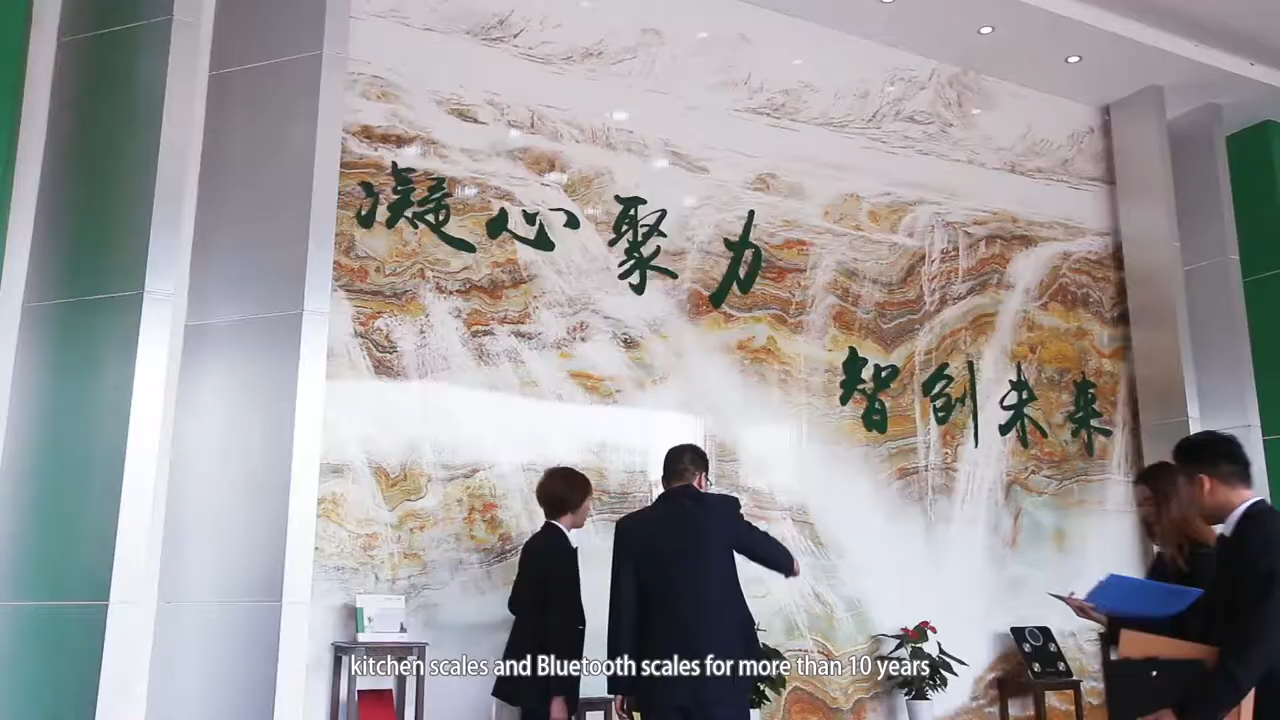 凝心聚力
智创未来
kitchen scales and Bluetooth scales for more than 10 years